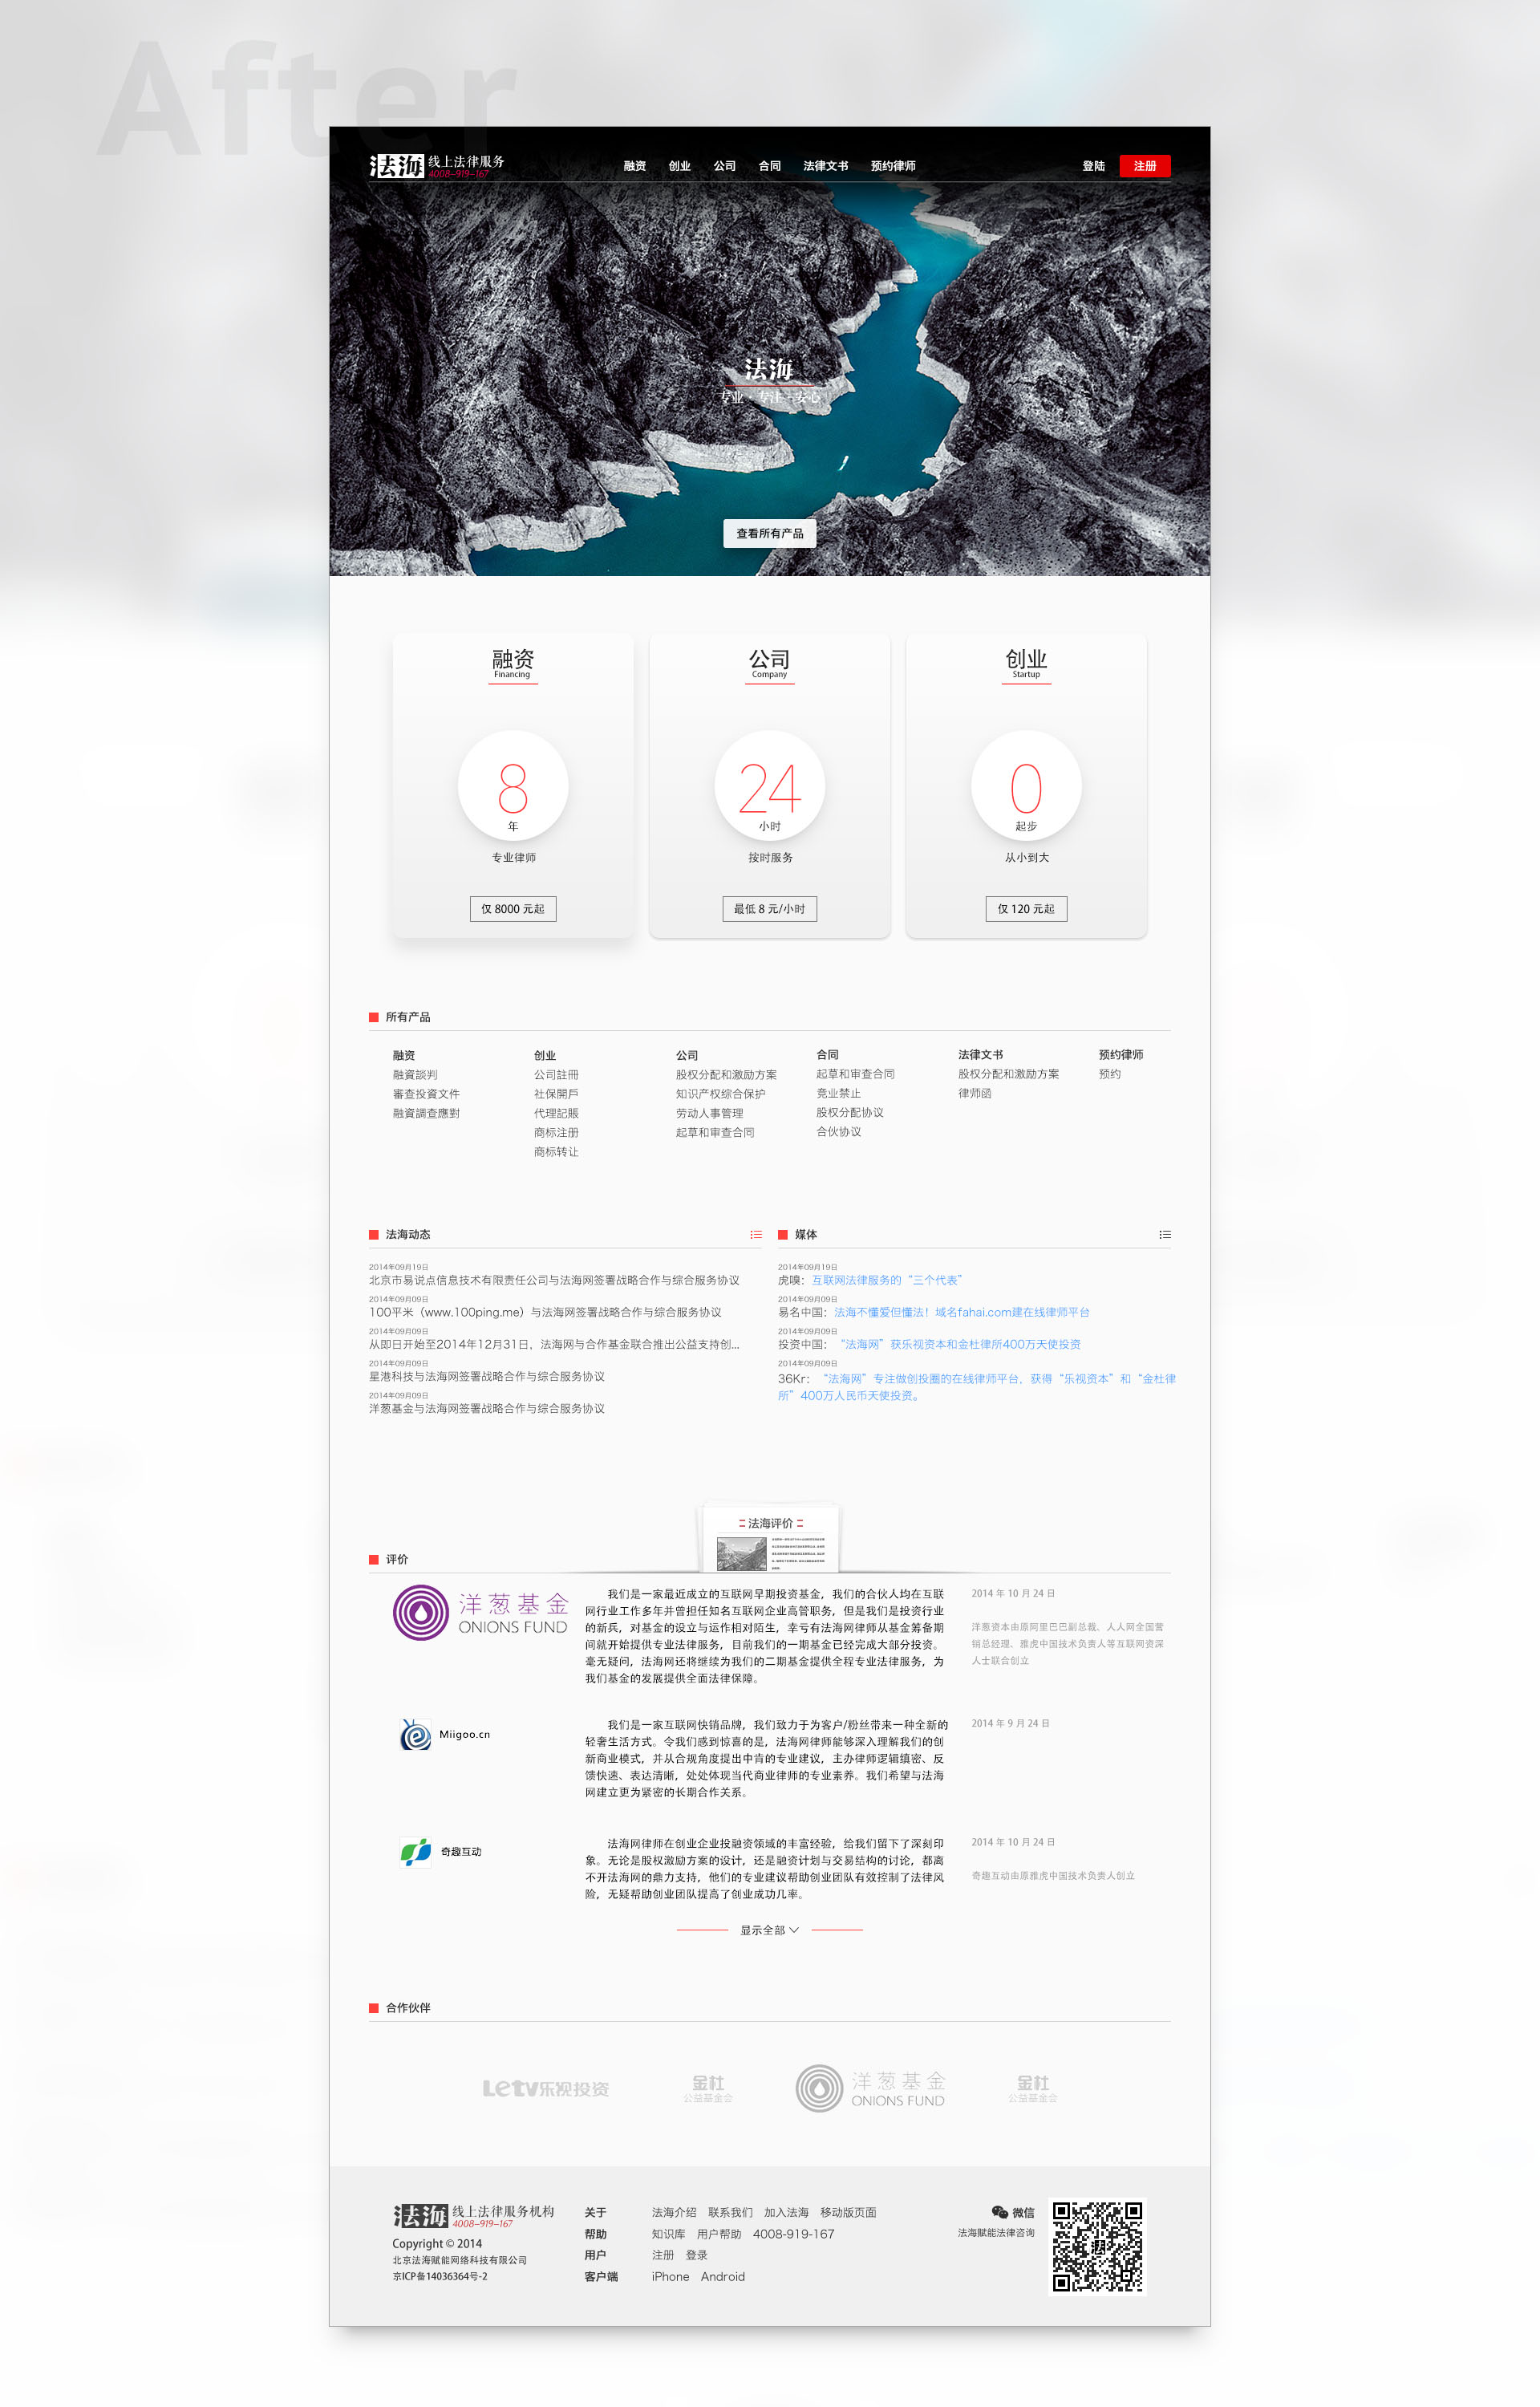 After
法海 线上法律服务
4008-919-167
融资 创业 公司 合同 法律文书 预约律师
登陆 注册
法海
专业·专注·安心
查看所有产品
融资
Financing
8
年
专业律师
仅 8000 元起
公司
Company
24
小时
按时服务
最低 8 元/小时
创业
Startup
0
起步
从小到大
仅 120 元起
所有产品
融资
融資談判
審查投資文件
融資調查應對
创业
公司註冊
社保開戶
代理記賬
商标注册
商标转让
公司
股权分配和激励方案
知识产权综合保护
劳动人事管理
起草和审查合同
合同
起草和审查合同
竞业禁止
股权分配协议
合伙协议
法律文书
股权分配和激励方案
律师函
预约律师
预约
法海动态
2014年09月19日
北京市易说点信息技术有限责任公司与法海网签署战略合作与综合服务协议
2014年09月09日
100平米（www.100ping.me）与法海网签署战略合作与综合服务协议
2014年09月09日
从即日开始至2014年12月31日，法海网与合作基金联合推出公益支持创...
2014年09月09日
星港科技与法海网签署战略合作与综合服务协议
2014年09月09日
洋葱基金与法海网签署战略合作与综合服务协议
媒体
2014年09月19日
虎嗅：互联网法律服务的“三个代表”
2014年09月09日
易名中国：法海不懂爱但懂法！域名fahai.com建在线律师平台
2014年09月09日
投资中国：“法海网”获乐视资本和金杜律所400万天使投资
2014年09月09日
36Kr：“法海网”专注做创投圈的在线律师平台，获得“乐视资本”和“金杜律
所”400万人民币天使投资。
法海评价
评价
洋葱基金
ONIONS FUND
我们是一家最近成立的互联网早期投资基金，我们的合伙人均在互联
网行业工作多年并曾担任知名互联网企业高管职务，但是我们是投资行业
的新兵，对基金的设立与运作相对陌生，幸亏有法海网律师从基金筹备期
间就开始提供专业法律服务，目前我们的一期基金已经完成大部分投资。
毫无疑问，法海网还将继续为我们的二期基金提供全程专业法律服务，为
我们基金的发展提供全面法律保障。
2014 年 10 月 24 日
洋葱资本由原阿里巴巴副总裁、人人网全国营
销总经理、雅虎中国技术负责人等互联网资深
人士联合创立
Miigoo.cn
我们是一家互联网快销品牌，我们致力于为客户/粉丝带来一种全新的
轻奢生活方式。令我们感到惊喜的是，法海网律师能够深入理解我们的创
新商业模式，并从合规角度提出中肯的专业建议，主办律师逻辑缜密、反
馈快速、表达清晰，处处体现当代商业律师的专业素养。我们希望与法海
网建立更为紧密的长期合作关系。
2014 年 9 月 24 日
奇趣互动
法海网律师在创业企业投融资领域的丰富经验，给我们留下了深刻印
象。无论是股权激励方案的设计，还是融资计划与交易结构的讨论，都离
不开法海网的鼎力支持，他们的专业建议帮助创业团队有效控制了法律风
险，无疑帮助创业团队提高了创业成功几率。
2014 年 10 月 24 日
奇趣互动由原雅虎中国技术负责人创立
显示全部
合作伙伴
Letv乐视投资
金杜
公益基金会
洋葱基金
ONIONS FUND
金杜
公益基金会
法海 线上法律服务机构
4008-919-167
Copyright © 2014
北京法海赋能网络科技有限公司
京ICP备14036364号-2
关于 法海介绍 联系我们 加入法海 移动版页面
帮助 知识库 用户帮助 4008-919-167
用户 注册 登录
客户端 iPhone Android
微信
法海赋能法律咨询